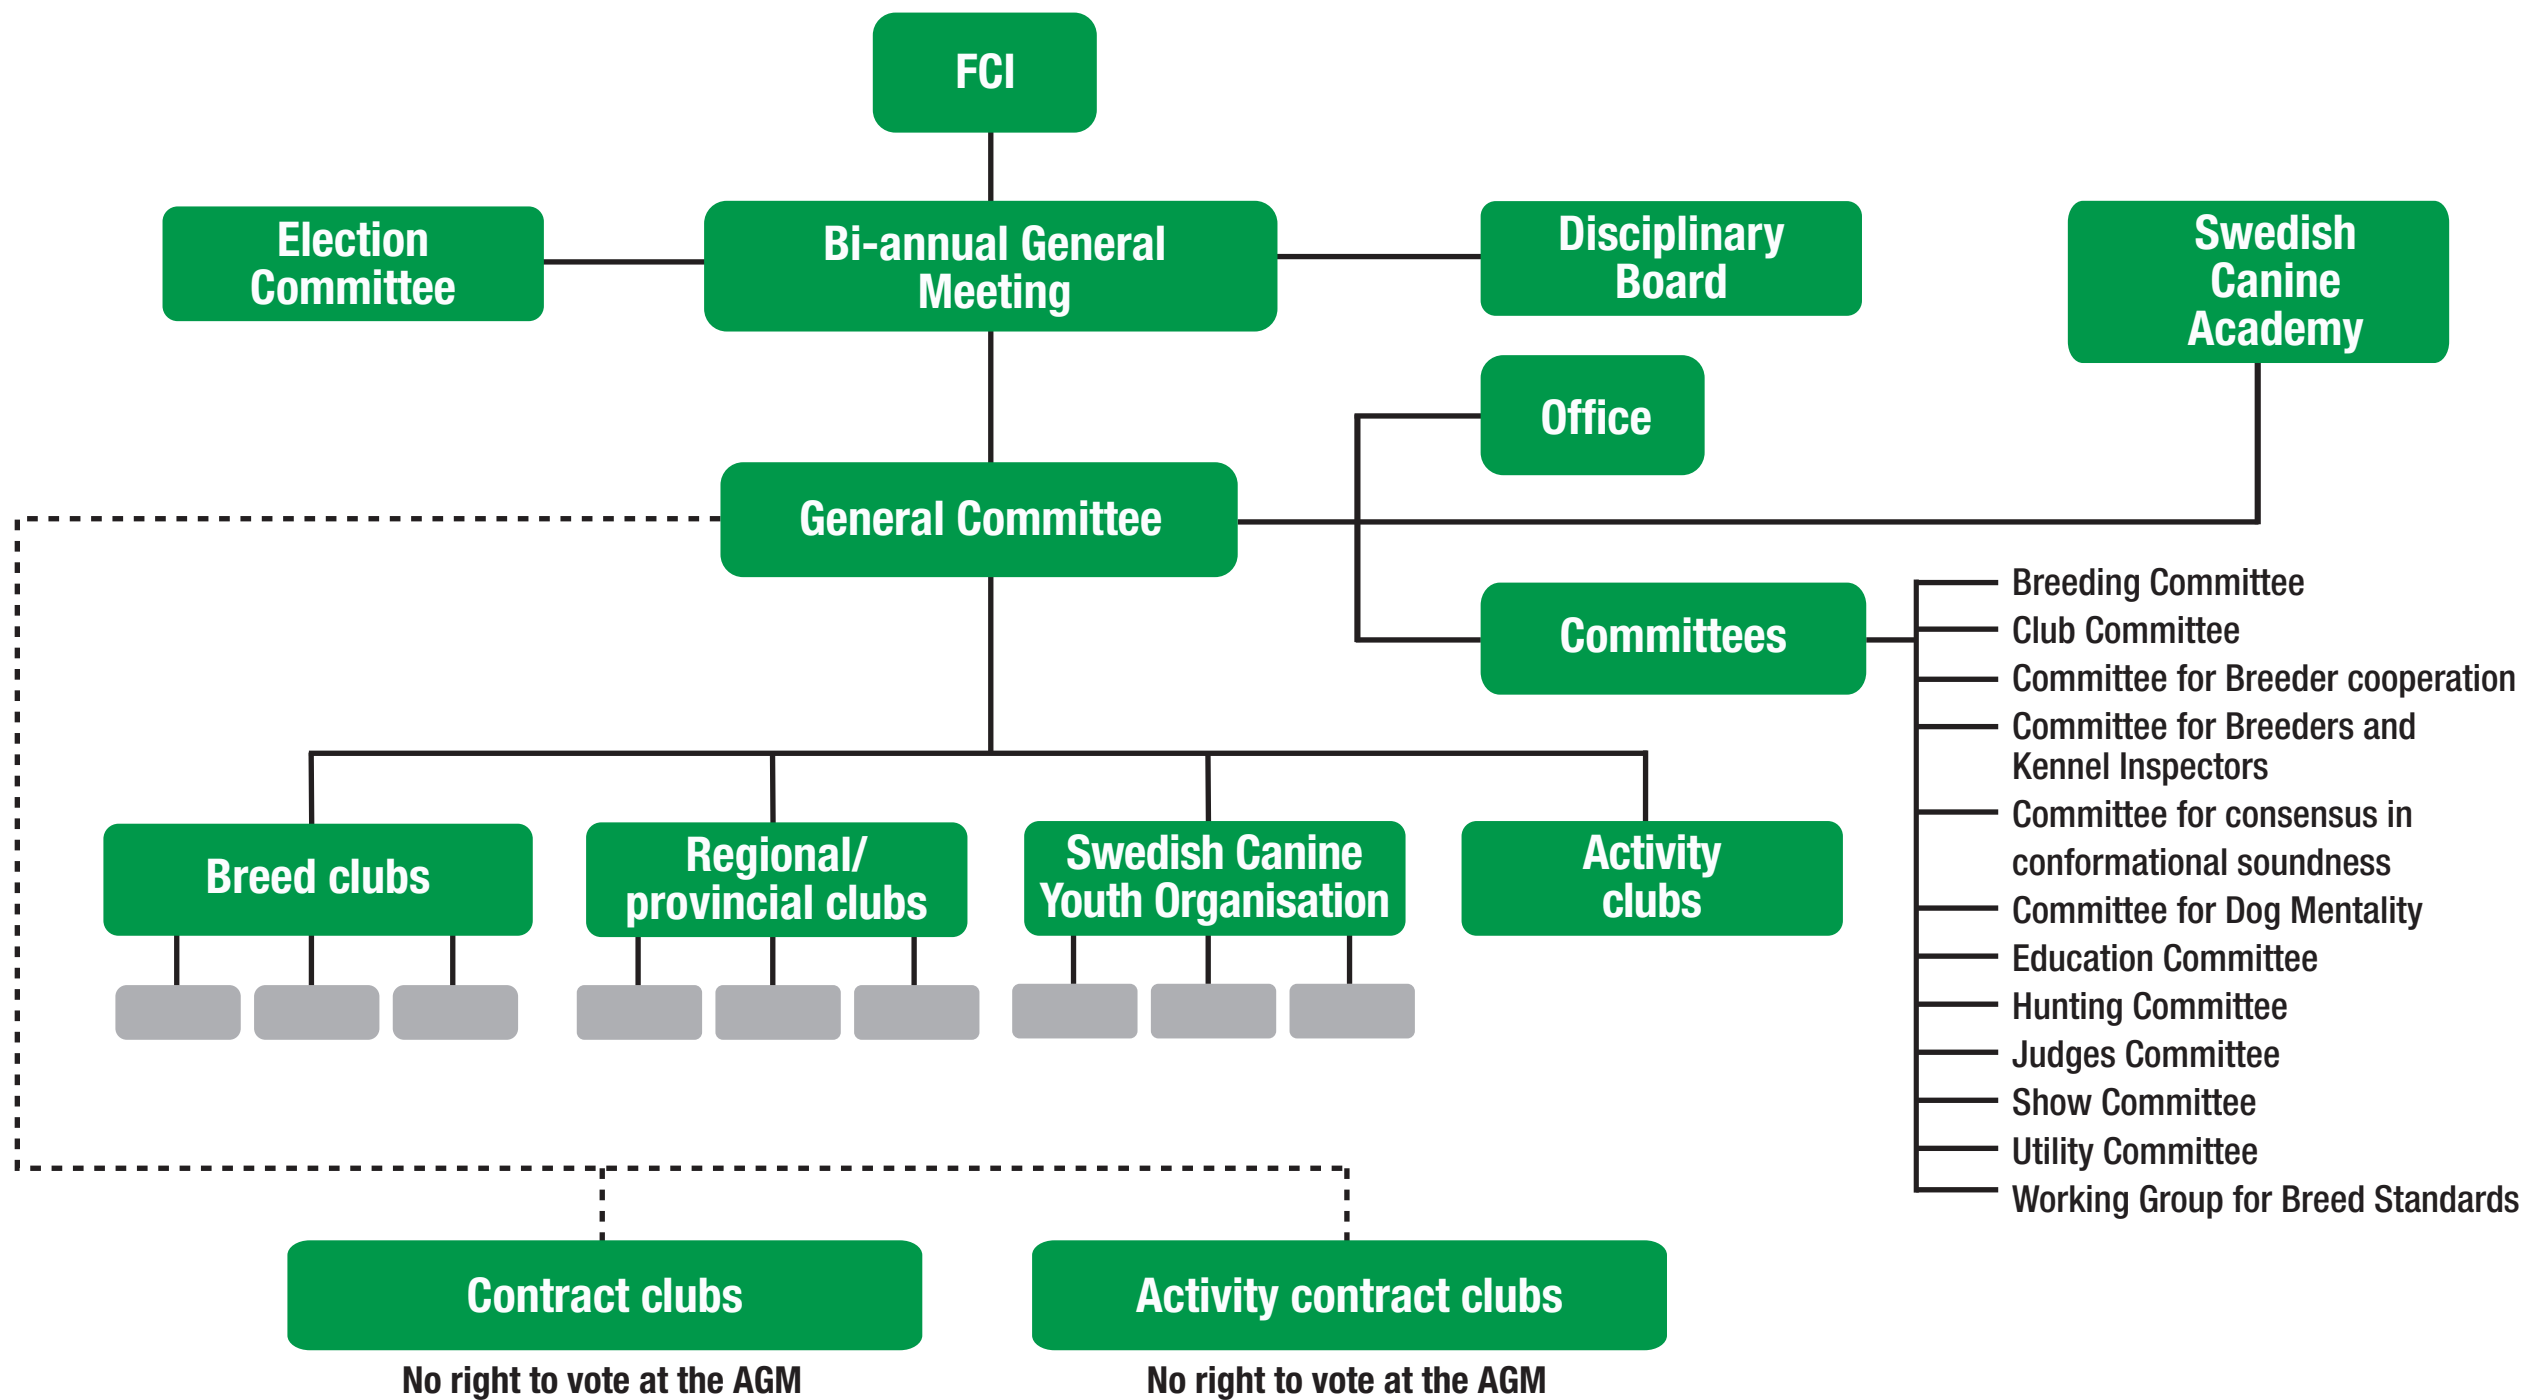 FCI
Election
Committee
Bi-annual General
Meeting
Disciplinary
Board
Swedish
Canine
Academy
Office
General Committee
Committees
Breeding Committee
Club Committee
Committee for Breeder cooperation
Committee for Breeders and
Kennel Inspectors
Committee for consensus in
conformational soundness
Committee for Dog Mentality
Education Committee
Hunting Committee
Judges Committee
Show Committee
Utility Committee
Working Group for Breed Standards
Breed clubs
Regional/
provincial clubs
Swedish Canine
Youth Organisation
Activity
clubs
Contract clubs
No right to vote at the AGM
Activity contract clubs
No right to vote at the AGM